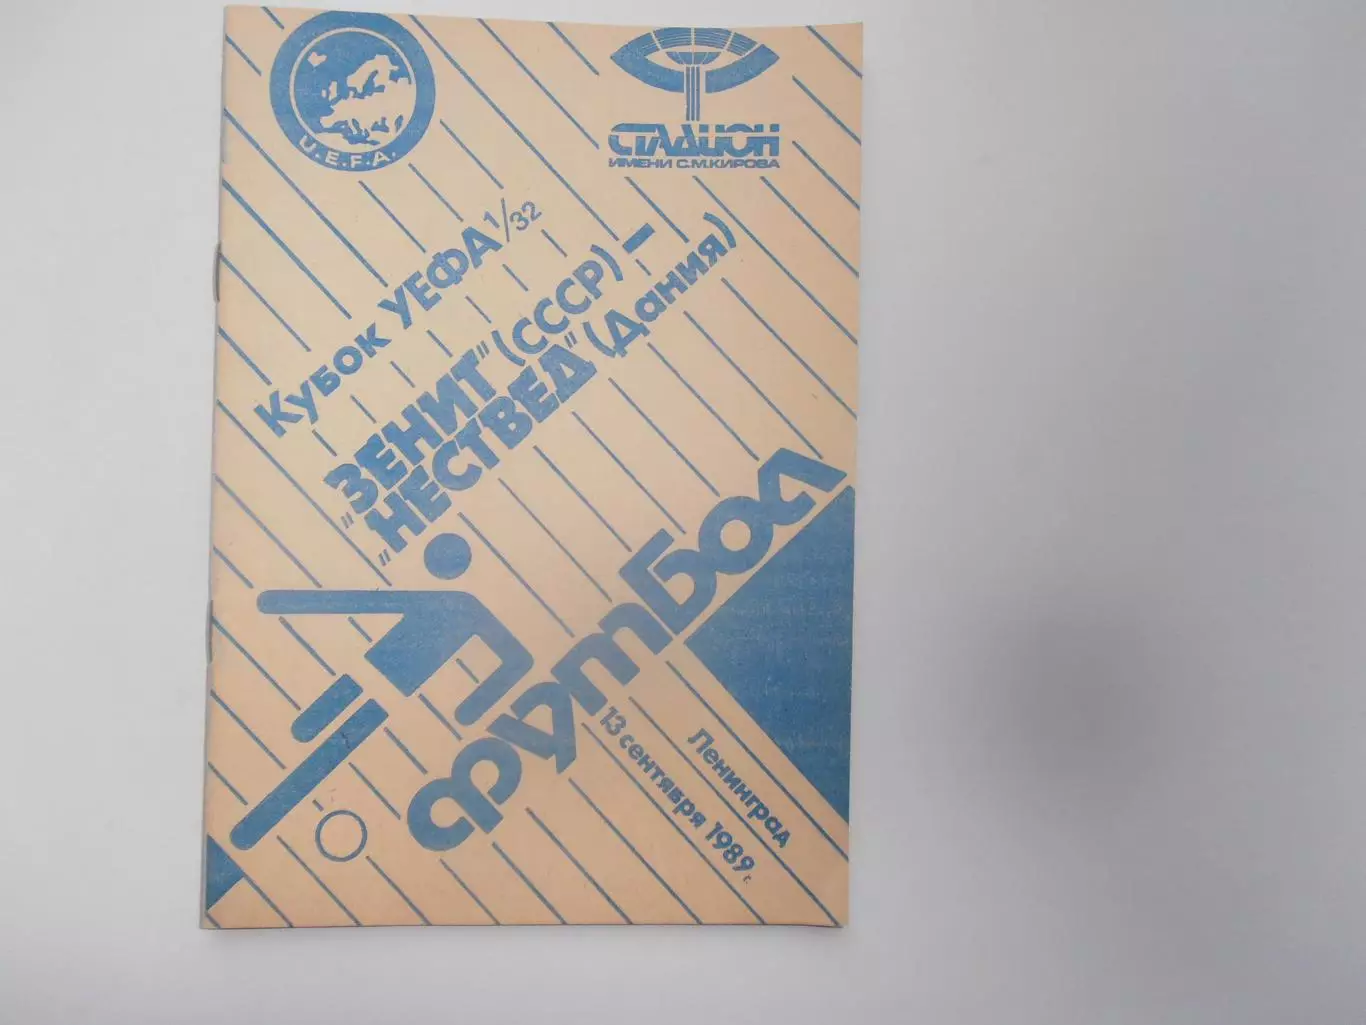 U.E.F.A.
СТАДИОН
ИМЕНИ С.М.КИРОВА
Кубок УЕФА 1/32
"ЗЕНИТ" (СССР) –
"НЕСТВЕД" (Дания)
футбол
Ленинград
13 сентября 1989 г.